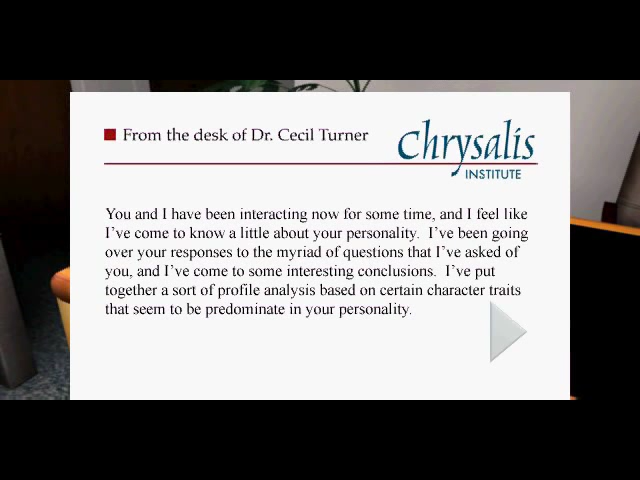 From the desk of Dr. Cecil Turner
Chrysalis
INSTITUTE
You and I have been interacting now for some time, and I feel like
I've come to know a little about your personality.  I've been going
over your responses to the myriad of questions that I've asked of
you, and I've come to some interesting conclusions.  I've put
together a sort of profile analysis based on certain character traits
that seem to be predominate in your personality.